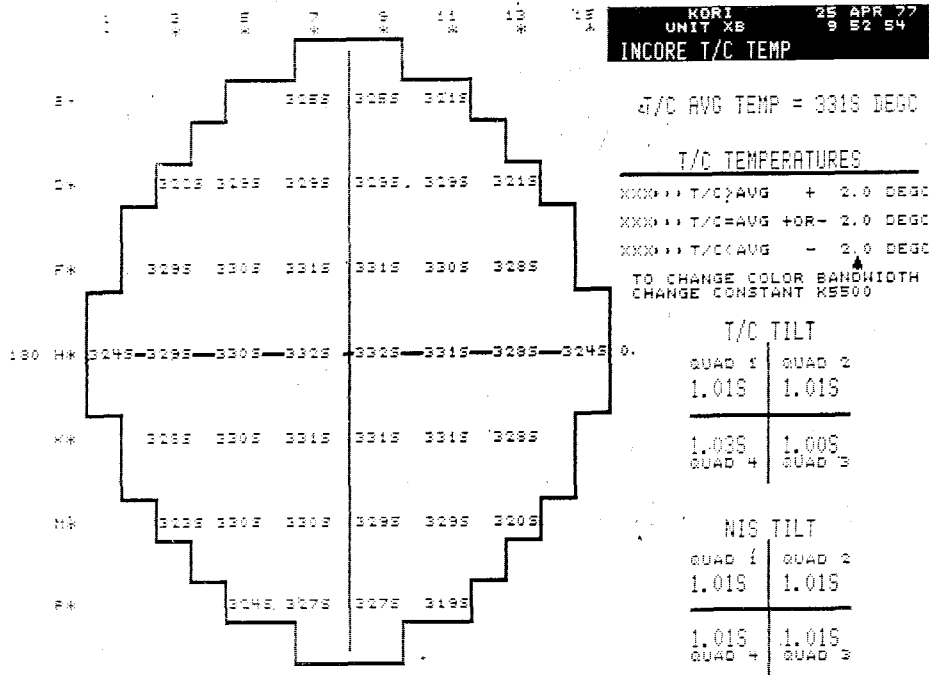 1 3 5 7 9 11 13 15
* * * * * * * *
KORI 25 APR 77
UNIT XB 9 52 54
INCORE T/C TEMP
325S 325S 321S
T/C AVG TEMP = 331S DEGC
T/C TEMPERATURES
322S 329S 329S 329S 329S 321S
XXX››› T/C>AVG + 2.0 DEGC
XXX››› T/C=AVG +OR- 2.0 DEGC
XXX››› T/C<AVG - 2.0 DEGC
F* 329S 330S 331S 331S 330S 328S
TO CHANGE COLOR BANDWIDTH
CHANGE CONSTANT K5500
T/C TILT
180 H* 324S 329S 330S 332S 332S 331S 328S 324S 0.
QUAD 1 QUAD 2
1.01S 1.01S
1.03S 1.00S
QUAD 4 QUAD 3
K* 328S 330S 331S 331S 331S 328S
M* 323S 330S 330S 329S 329S 320S
NIS TILT
QUAD 1 QUAD 2
1.01S 1.01S
P* 324S 327S 327S 319S
1.01S 1.01S
QUAD 4 QUAD 3